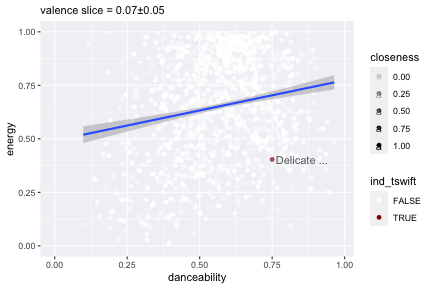 valence slice = 0.07±0.05
1.00
0.75
0.50
0.25
0.00
energy
Delicate ...
0.00
0.25
0.50
0.75
1.00
danceability
closeness
0.00
0.25
0.50
0.75
1.00
ind_tswift
FALSE
TRUE